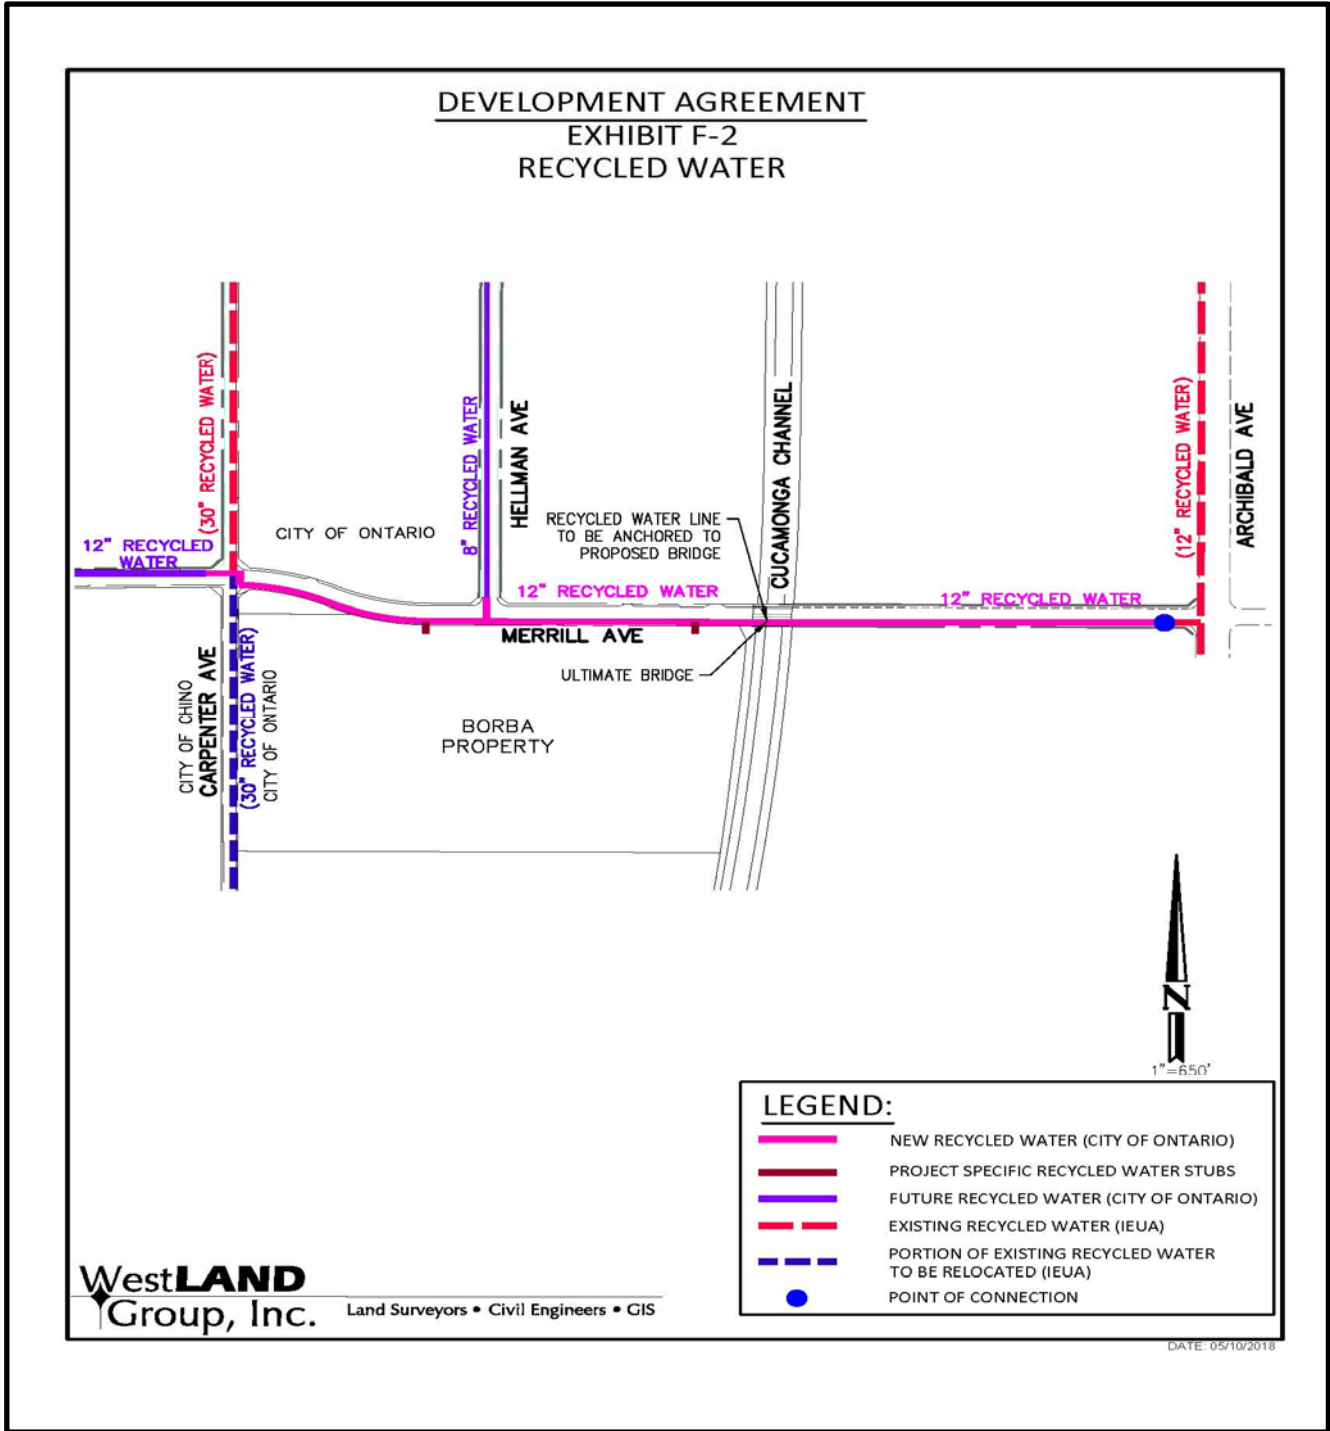 DEVELOPMENT AGREEMENT
EXHIBIT F-2
RECYCLED WATER
(30" RECYCLED WATER)
8" RECYCLED WATER
HELLMAN AVE
CUCAMONGA CHANNEL
(12" RECYCLED WATER)
ARCHIBALD AVE
12" RECYCLED
WATER
CITY OF ONTARIO
RECYCLED WATER LINE
TO BE ANCHORED TO
PROPOSED BRIDGE
12" RECYCLED WATER
12" RECYCLED WATER
MERRILL AVE
ULTIMATE BRIDGE
CITY OF CHINO
CARPENTER AVE
(30" RECYCLED WATER)
CITY OF ONTARIO
BORBA
PROPERTY
N
1"=650'
LEGEND:
NEW RECYCLED WATER (CITY OF ONTARIO)
PROJECT SPECIFIC RECYCLED WATER STUBS
FUTURE RECYCLED WATER (CITY OF ONTARIO)
EXISTING RECYCLED WATER (IEUA)
PORTION OF EXISTING RECYCLED WATER
TO BE RELOCATED (IEUA)
POINT OF CONNECTION
WestLAND
Group, Inc.
Land Surveyors • Civil Engineers • GIS
DATE: 05/10/2018